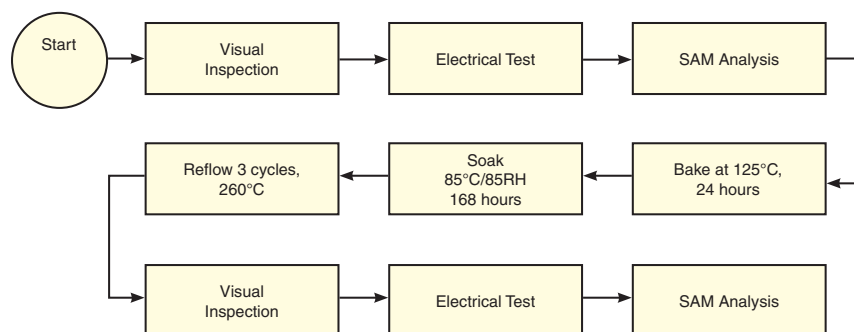 Start
Visual
Inspection
Electrical Test
SAM Analysis
Reflow 3 cycles,
260°C
Soak
85°C/85RH
168 hours
Bake at 125°C,
24 hours
Visual
Inspection
Electrical Test
SAM Analysis